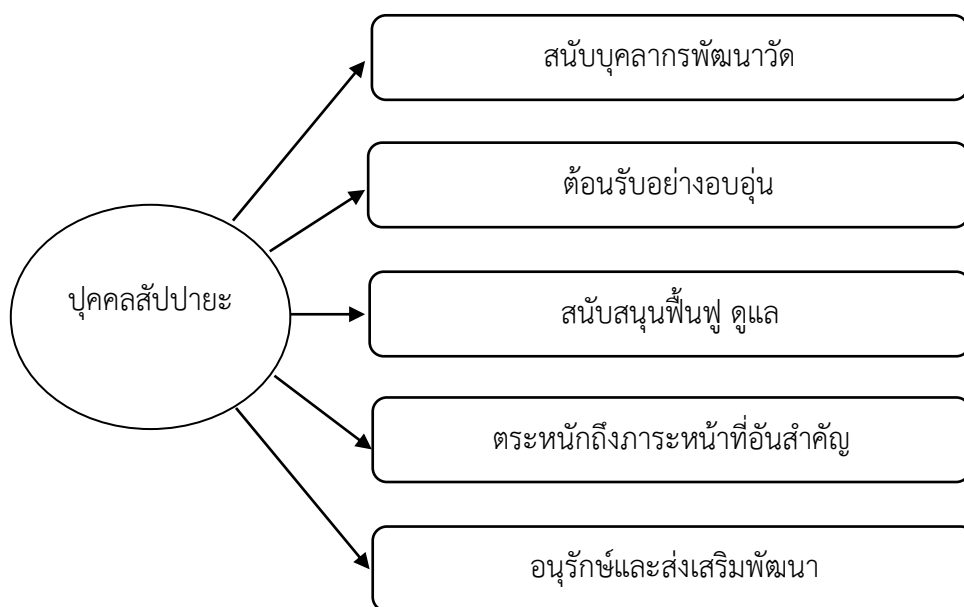 สนับบุคลากรพัฒนาวัด
ต้อนรับอย่างอบอุ่น
ปุคคลสัปปายะ
สนับสนุนฟื้นฟู ดูแล
ตระหนักถึงภาระหน้าที่อันสำคัญ
อนุรักษ์และส่งเสริมพัฒนา